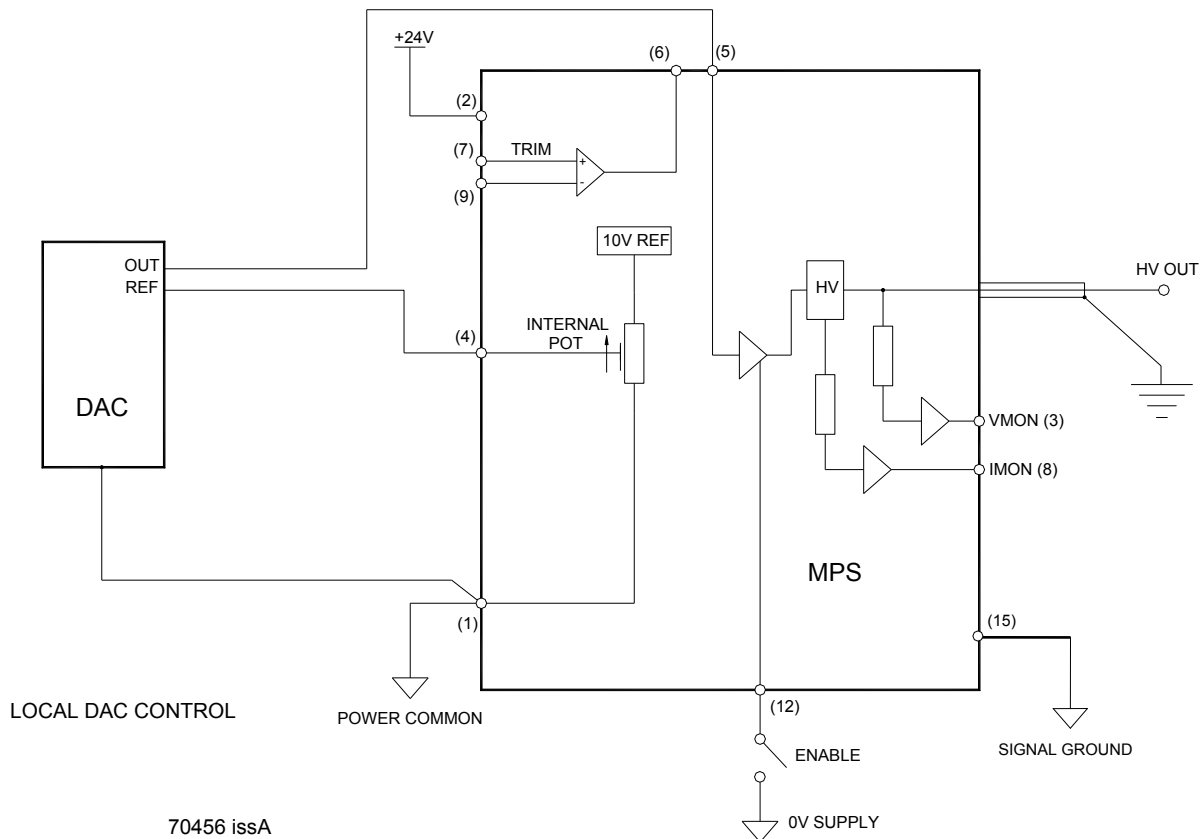 +24V
(6)
(5)
(2)
(7)
TRIM
+
(9)
-
10V REF
OUT
REF
HV OUT
HV
(4)
INTERNAL
POT
DAC
VMON (3)
IMON (8)
MPS
(1)
(15)
LOCAL DAC CONTROL
POWER COMMON
(12)
SIGNAL GROUND
ENABLE
0V SUPPLY
70456 issA